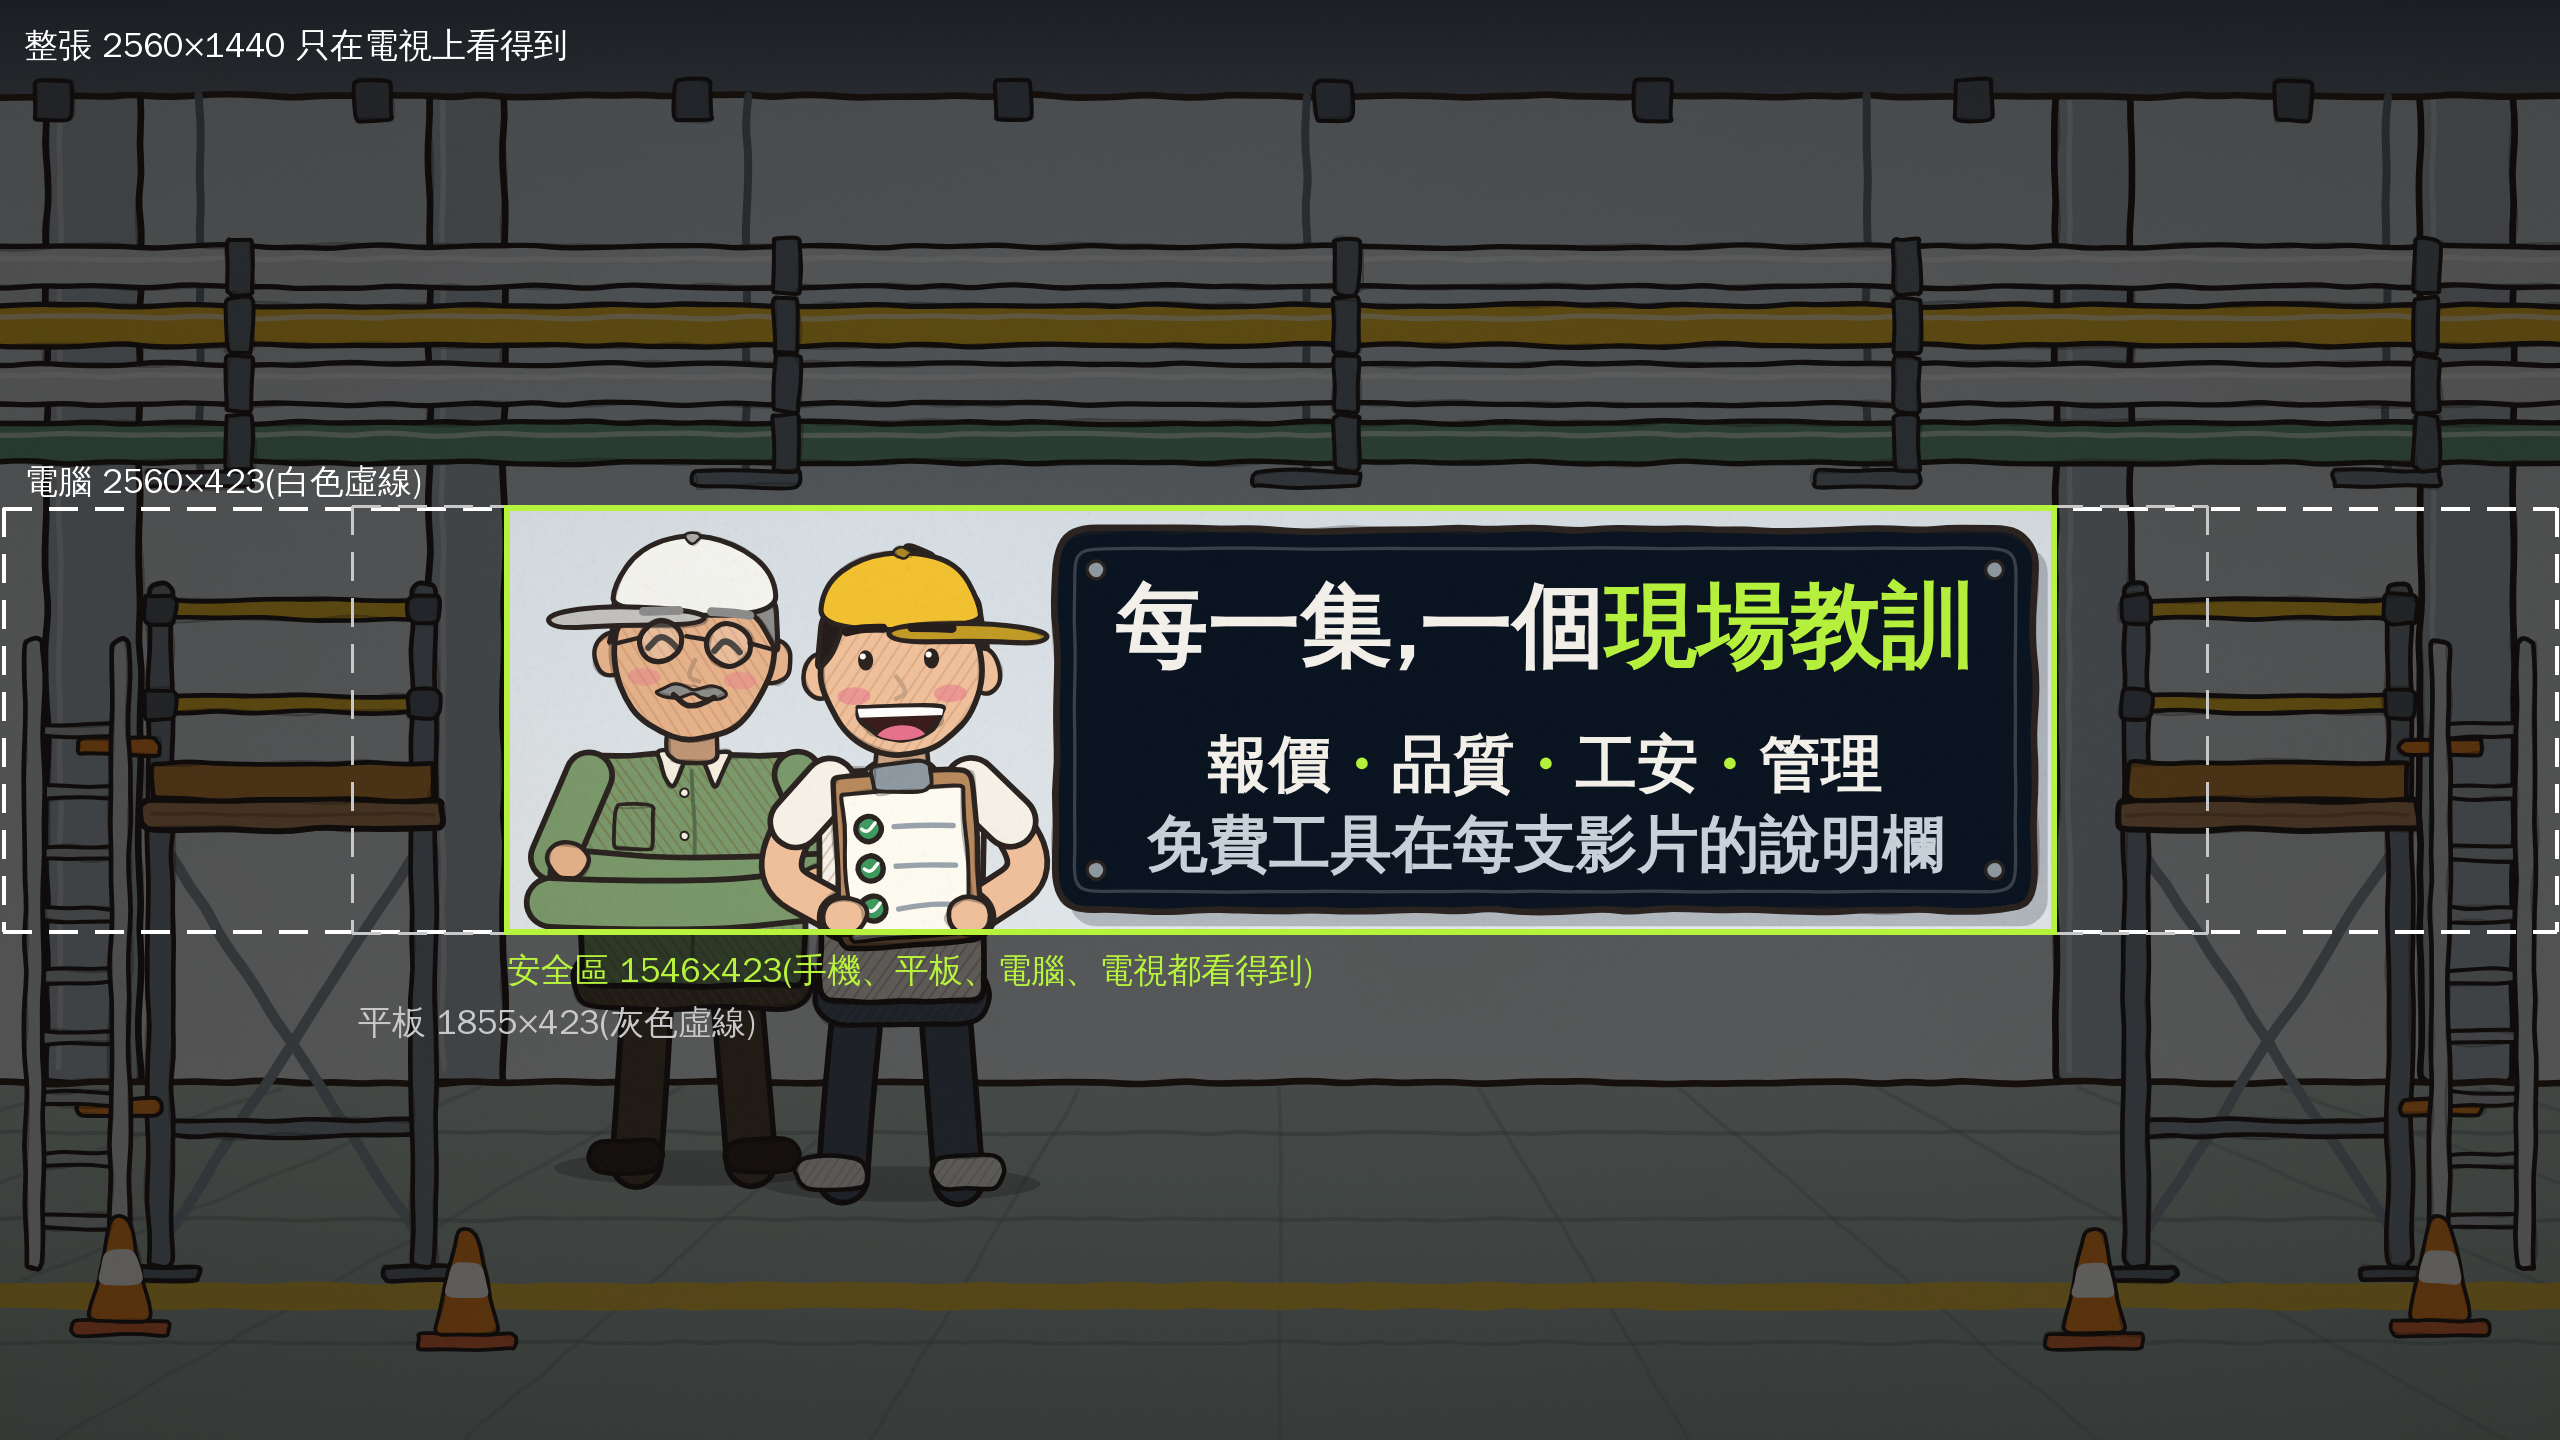 整張 2560×1440 只在電視上看得到
電腦 2560×423(白色虛線)
每一集,一個現場教訓
報價・品質・工安・管理
免費工具在每支影片的說明欄
安全區 1546×423(手機、平板、電腦、電視都看得到)
平板 1855×423(灰色虛線)